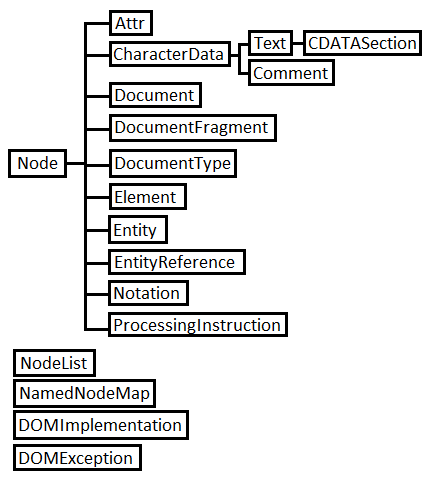 Attr
CharacterData
Text
CDATASection
Comment
Document
DocumentFragment
Node
DocumentType
Element
Entity
EntityReference
Notation
ProcessingInstruction
NodeList
NamedNodeMap
DOMImplementation
DOMException